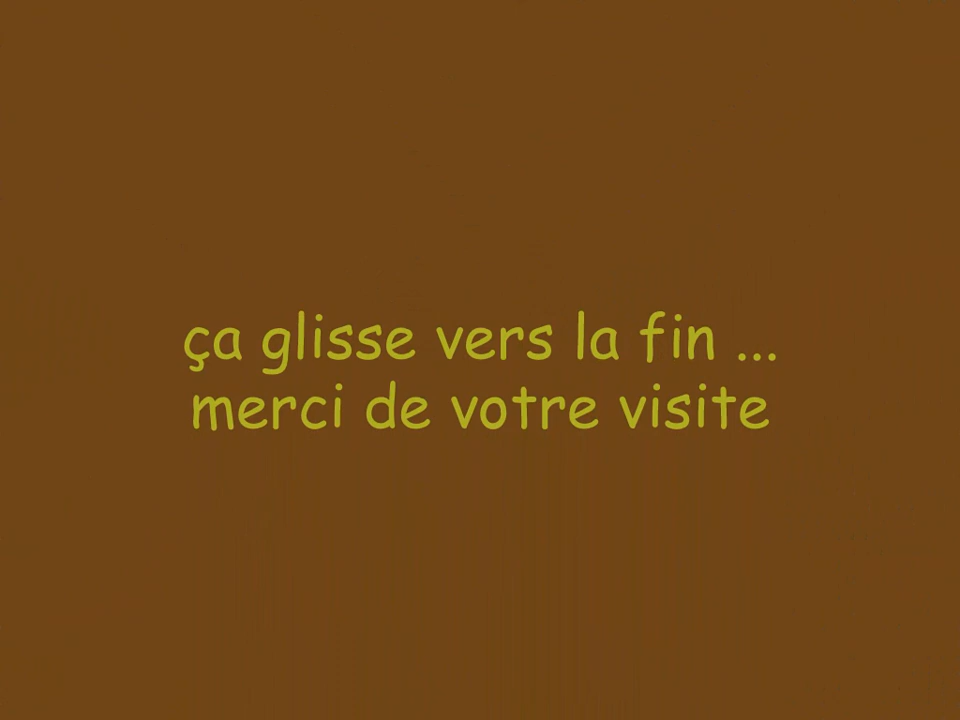 ça glisse vers la fin ...
merci de votre visite